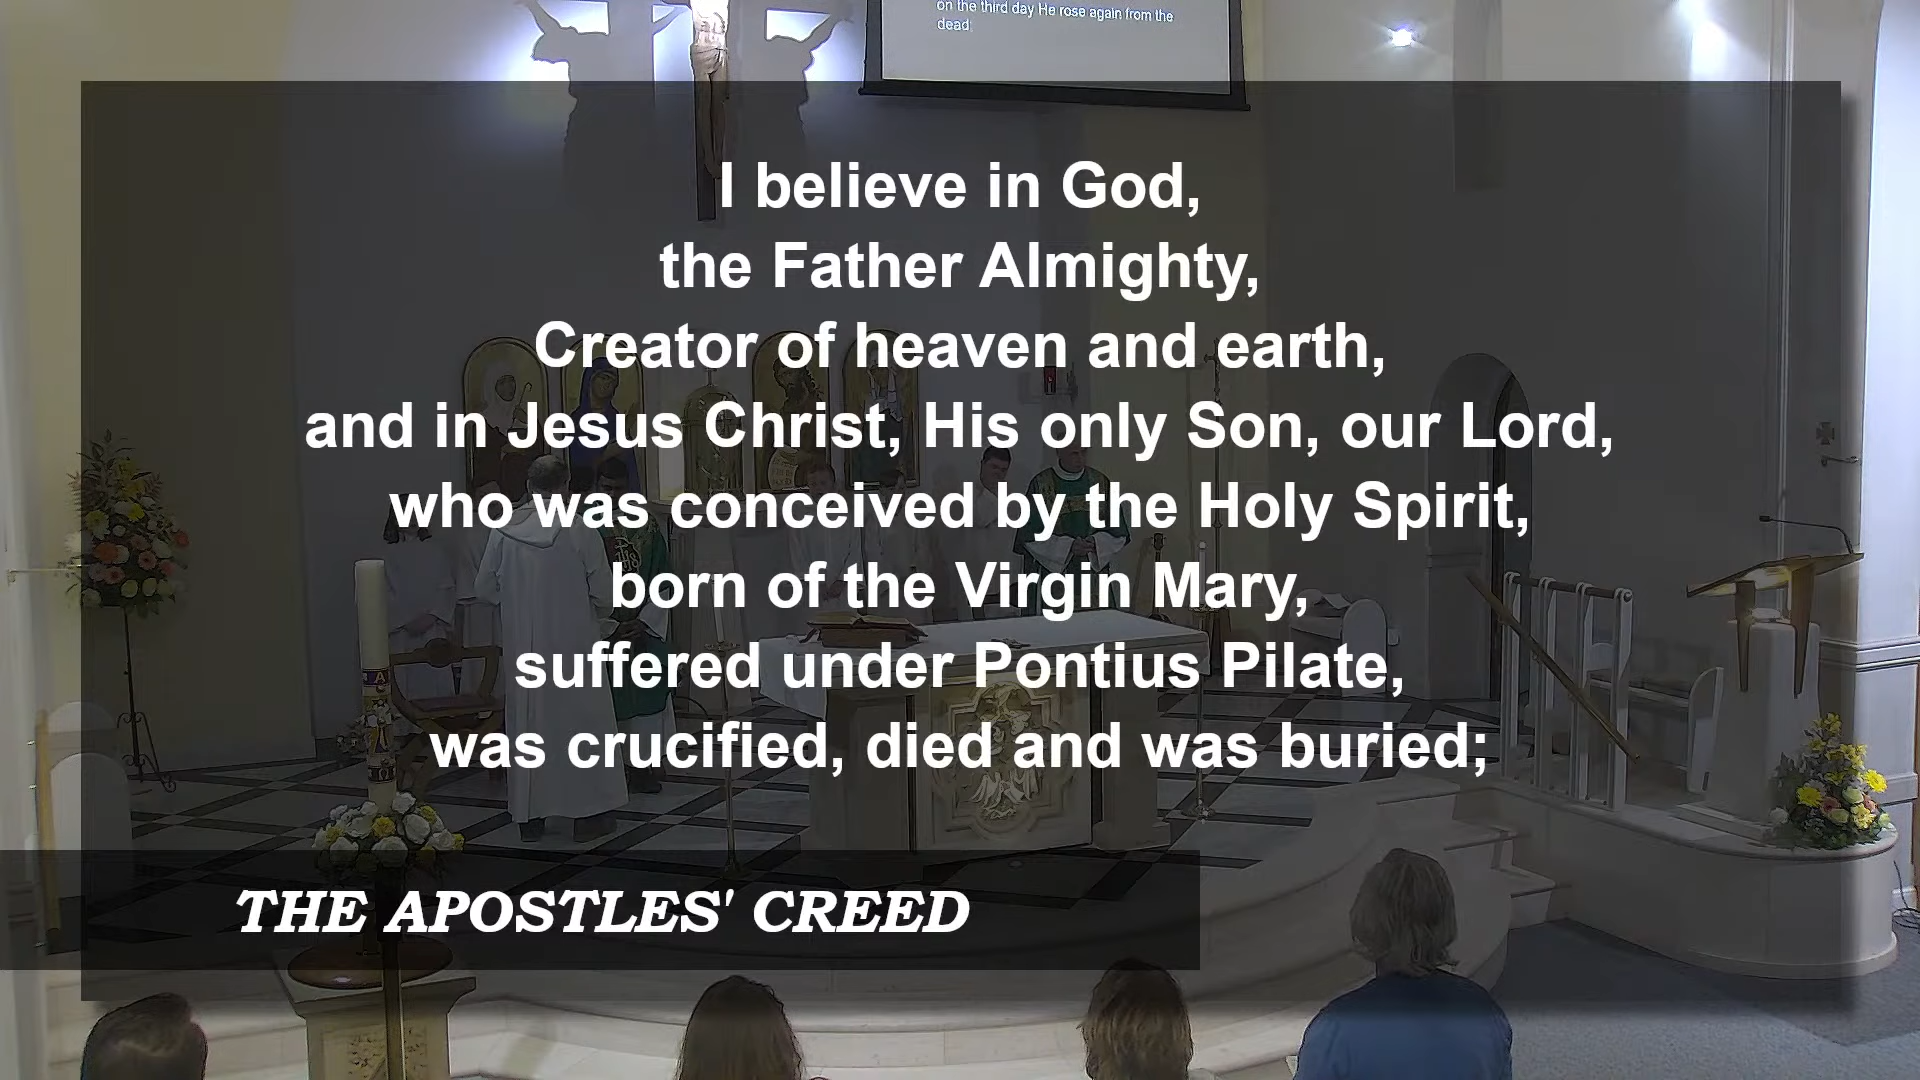 on the third day He rose again from the
dead;
I believe in God,
the Father Almighty,
Creator of heaven and earth,
and in Jesus Christ, His only Son, our Lord,
who was conceived by the Holy Spirit,
born of the Virgin Mary,
suffered under Pontius Pilate,
was crucified, died and was buried;
THE APOSTLES' CREED